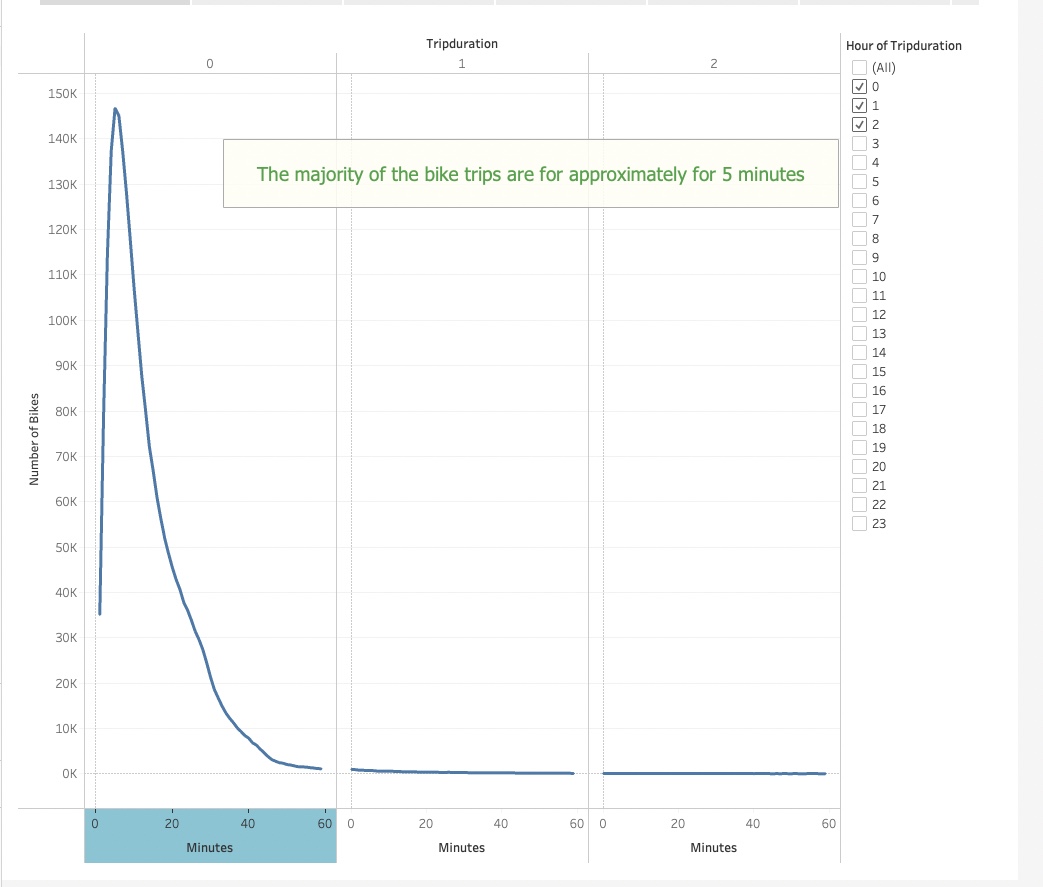 Tripduration
0 1 2
Hour of Tripduration
(All)
0
1
2
3
4
5
6
7
8
9
10
11
12
13
14
15
16
17
18
19
20
21
22
23
The majority of the bike trips are for approximately for 5 minutes
Number of Bikes
150K
140K
130K
120K
110K
100K
90K
80K
70K
60K
50K
40K
30K
20K
10K
0K
0 20 40 60 0 20 40 60 0 20 40 60
Minutes Minutes Minutes